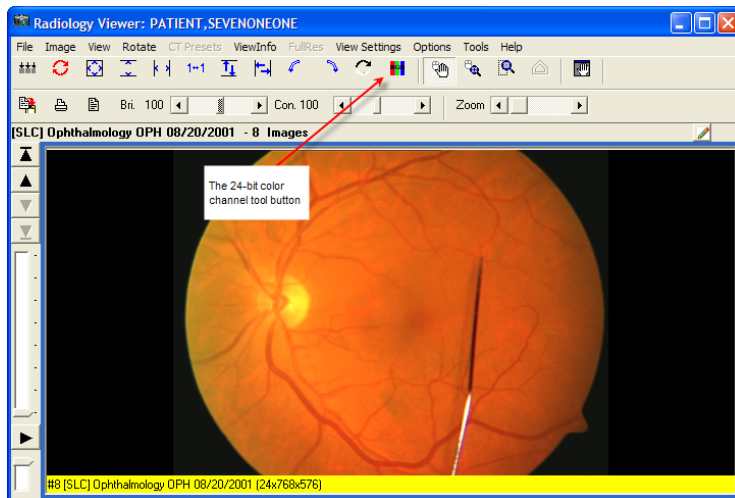 Radiology Viewer: PATIENT,SEVENONEONE
File Image View Rotate CT Presets ViewInfo FullRes View Settings Options Tools Help
1:1
Bri. 100 Con. 100 Zoom
[SLC] Ophthalmology OPH 08/20/2001 - 8 Images
The 24-bit color
channel tool button
#8 [SLC] Ophthalmology OPH 08/20/2001 (24x768x576)